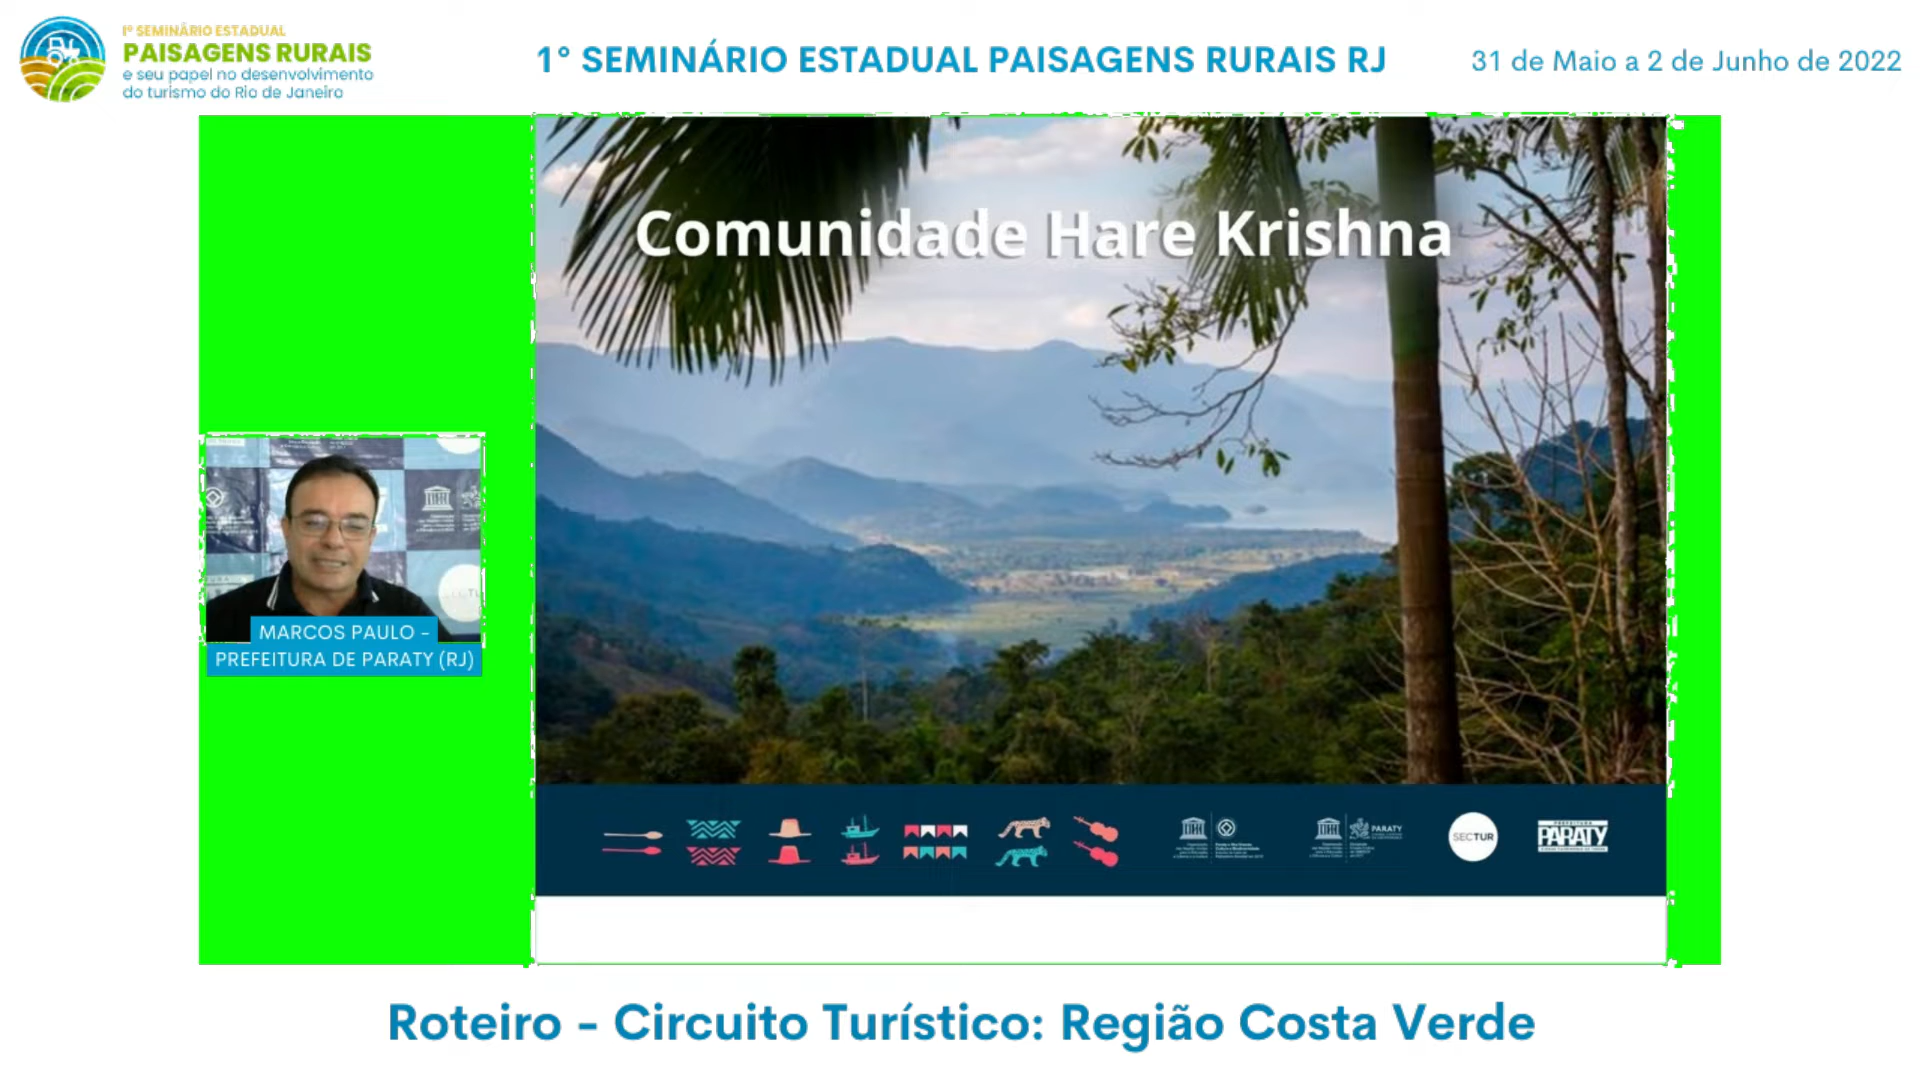 1º SEMINÁRIO ESTADUAL
PAISAGENS RURAIS
e seu papel no desenvolvimento
do turismo do Rio de Janeiro
1° SEMINÁRIO ESTADUAL PAISAGENS RURAIS RJ
31 de Maio a 2 de Junho de 2022
Comunidade Hare Krishna
MARCOS PAULO -
PREFEITURA DE PARATY (RJ)
PARATY
SECTUR
PREFEITURA
PARATY
Roteiro - Circuito Turístico: Região Costa Verde